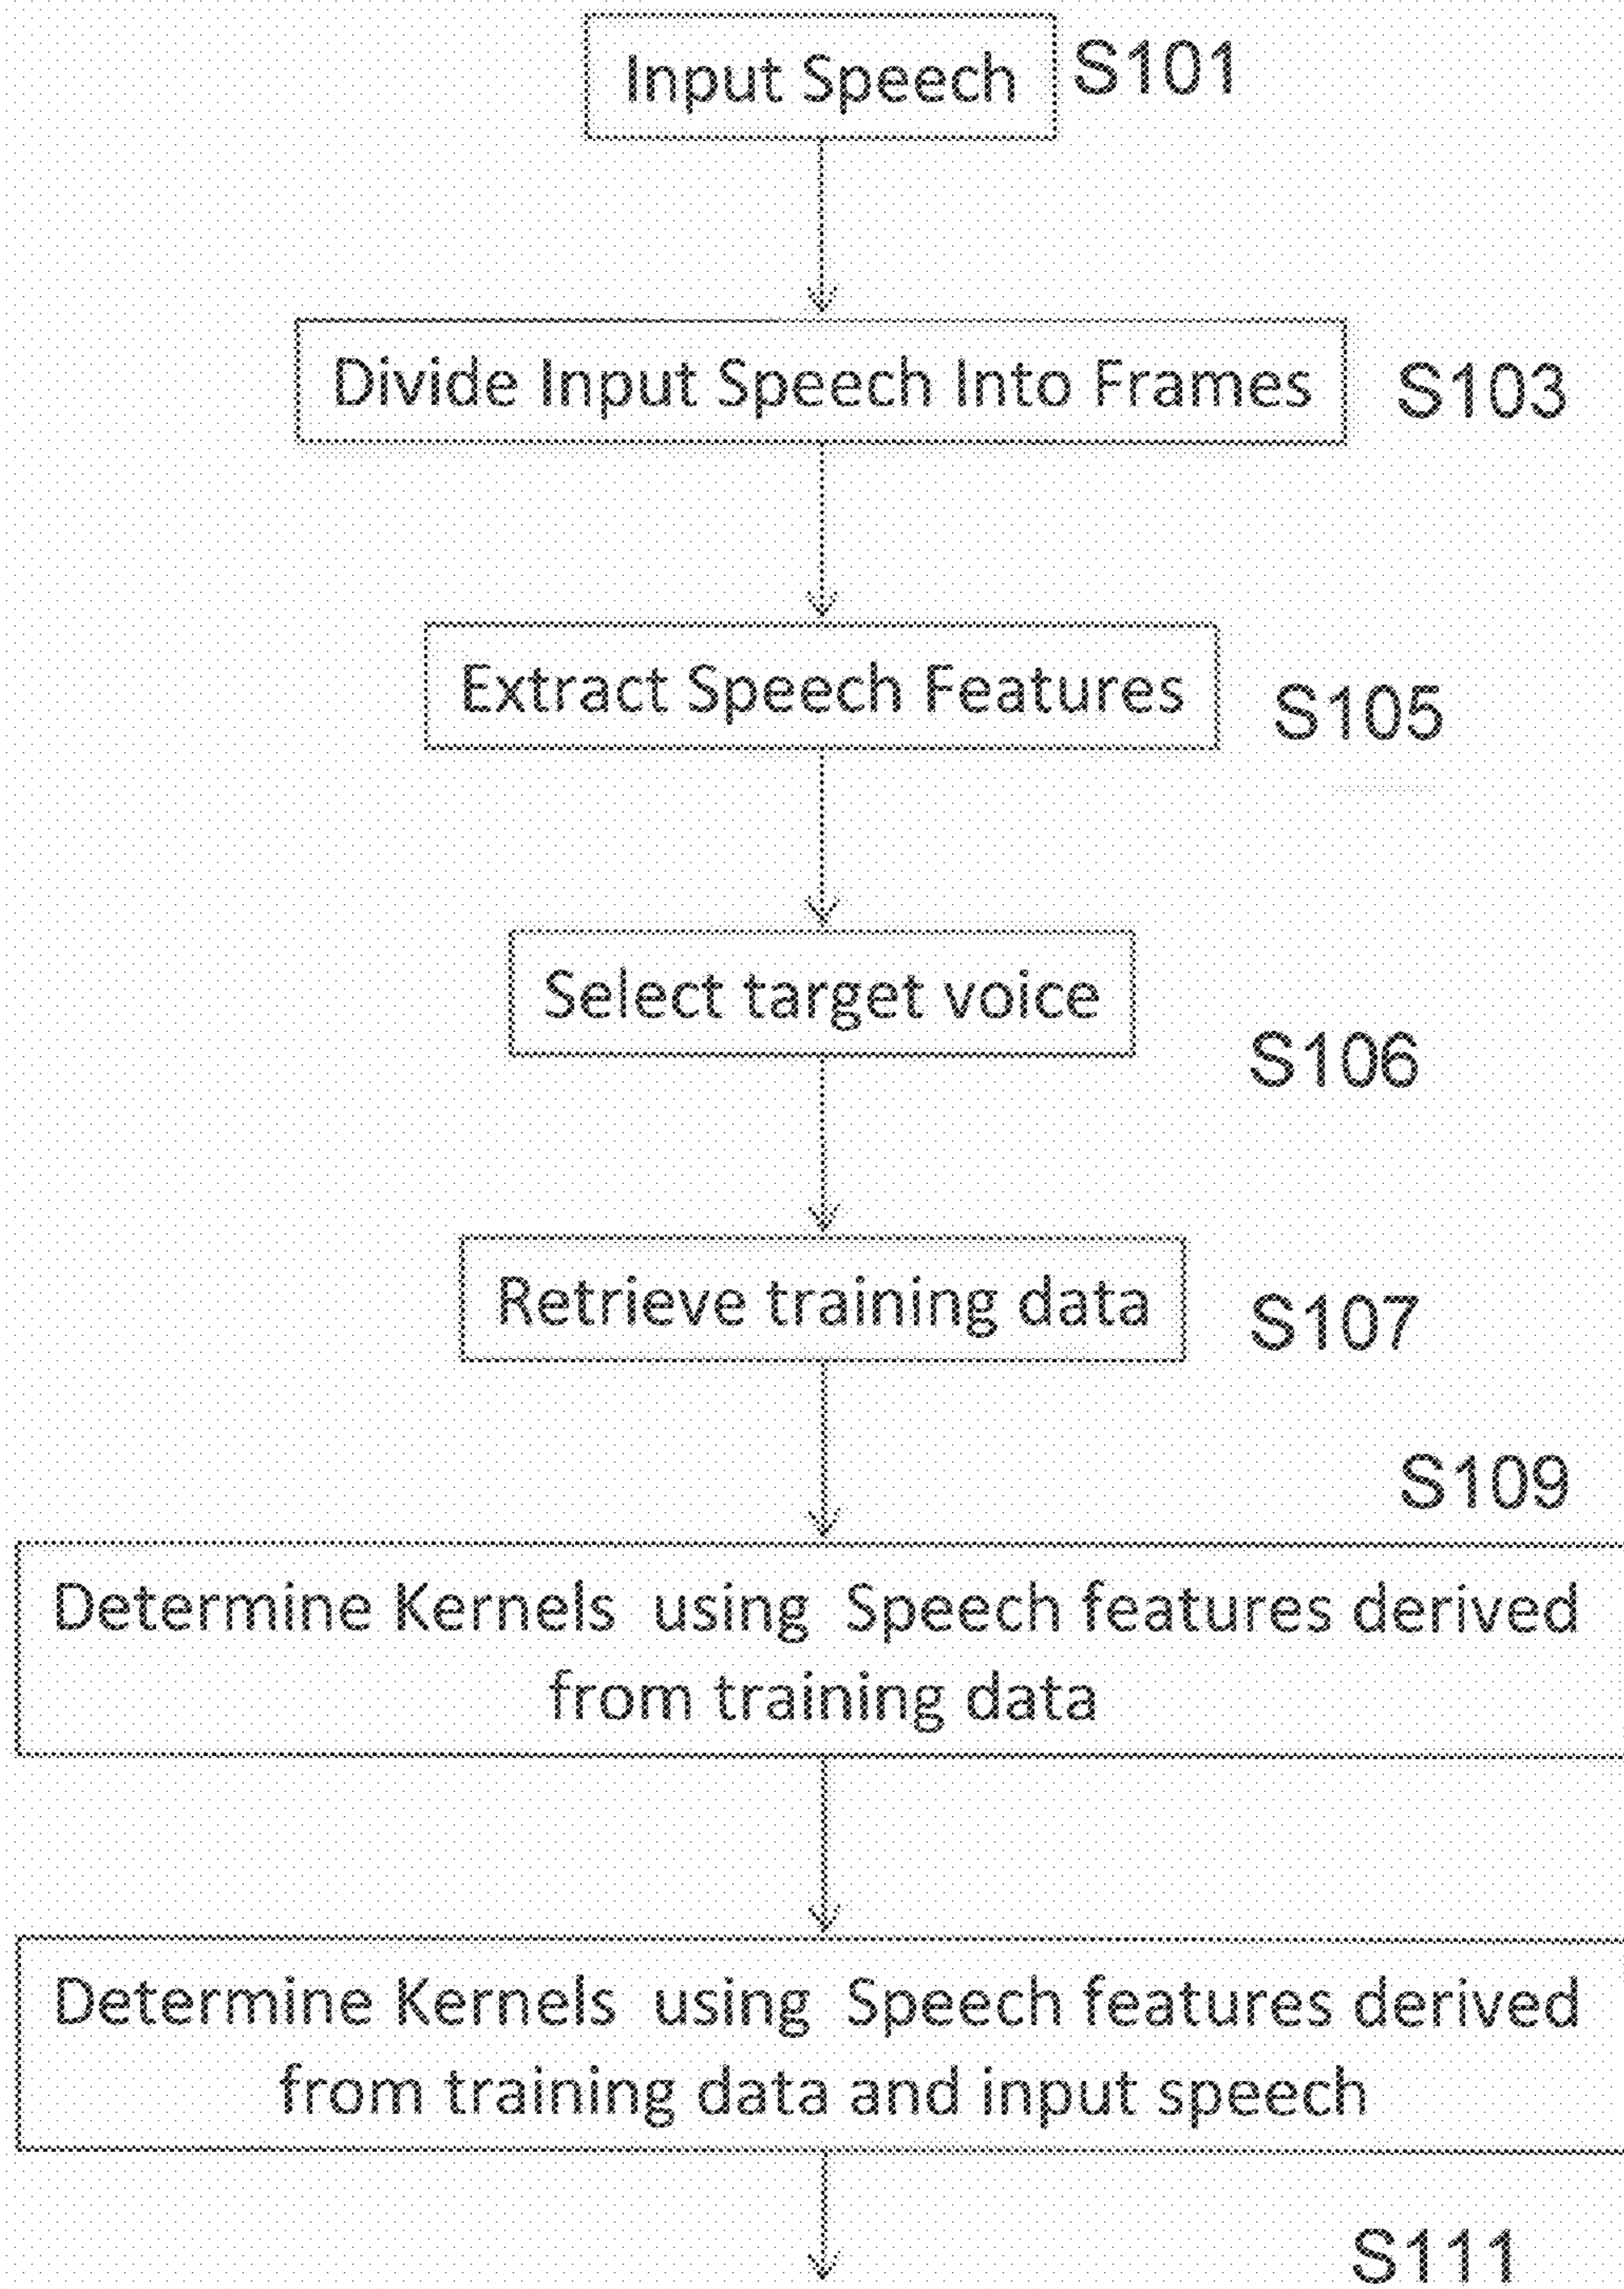 Input Speech S101
Divide Input Speech Into Frames S103
Extract Speech Features S105
Select target voice
S106
Retrieve training data S107
S109
Determine Kernels using Speech features derived
from training data
Determine Kernels using Speech features derived
from training data and input speech
S111